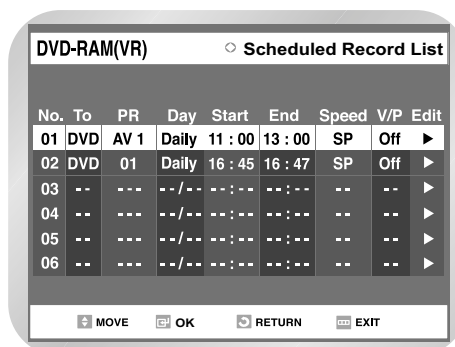 DVD-RAM(VR) Scheduled Record List
No. To PR Day Start End Speed V/P Edit
01 DVD AV 1 Daily 11 : 00 13 : 00 SP Off ►
02 DVD 01 Daily 16 : 45 16 : 47 SP Off ►
03 -- --- --/-- --:-- --:-- -- -- ►
04 -- --- --/-- --:-- --:-- -- -- ►
05 -- --- --/-- --:-- --:-- -- -- ►
06 -- --- --/-- --:-- --:-- -- -- ►
MOVE OK RETURN EXIT